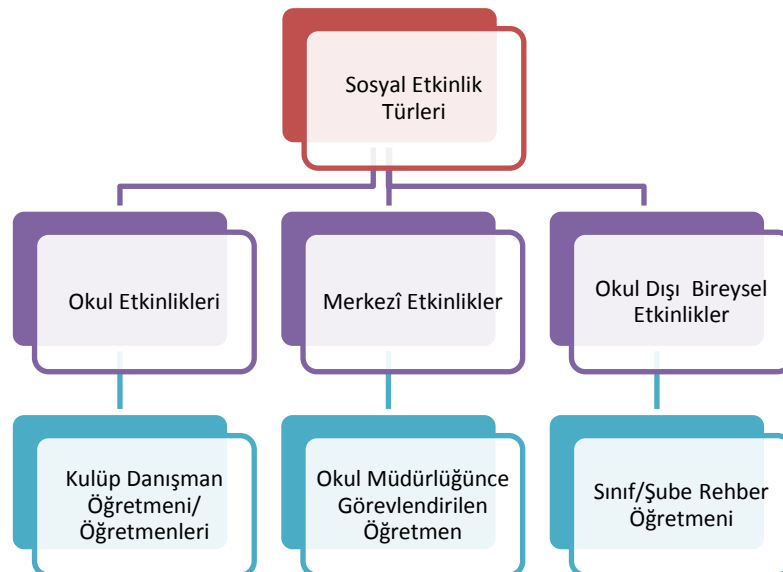 Sosyal Etkinlik
Türleri
Okul Etkinlikleri
Merkezî Etkinlikler
Okul Dışı Bireysel
Etkinlikler
Kulüp Danışman
Öğretmeni/
Öğretmenleri
Okul Müdürlüğünce
Görevlendirilen
Öğretmen
Sınıf/Şube Rehber
Öğretmeni